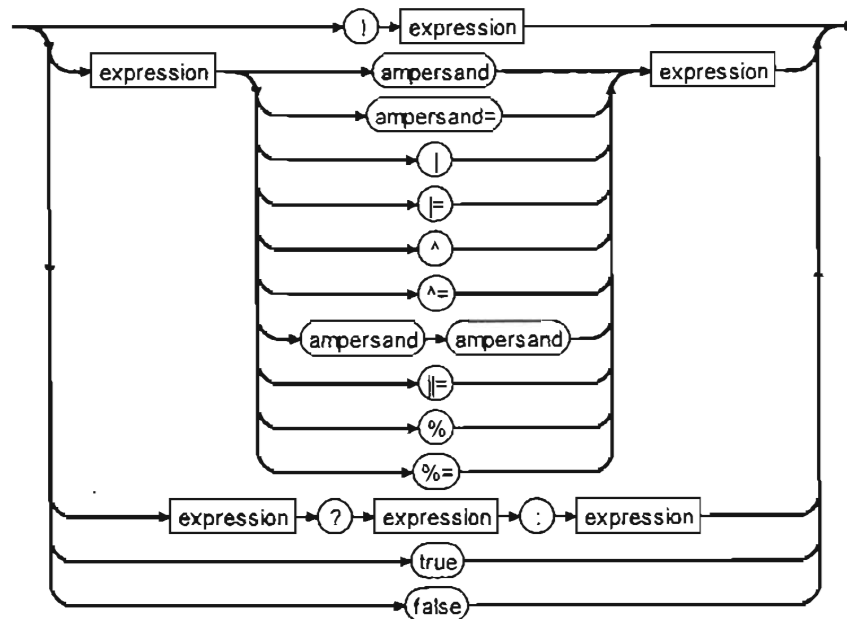 ! expression
expression ampersand expression
ampersand=
|
|=
^
^=
ampersand ampersand
||=
%
%=
expression ? expression : expression
true
false